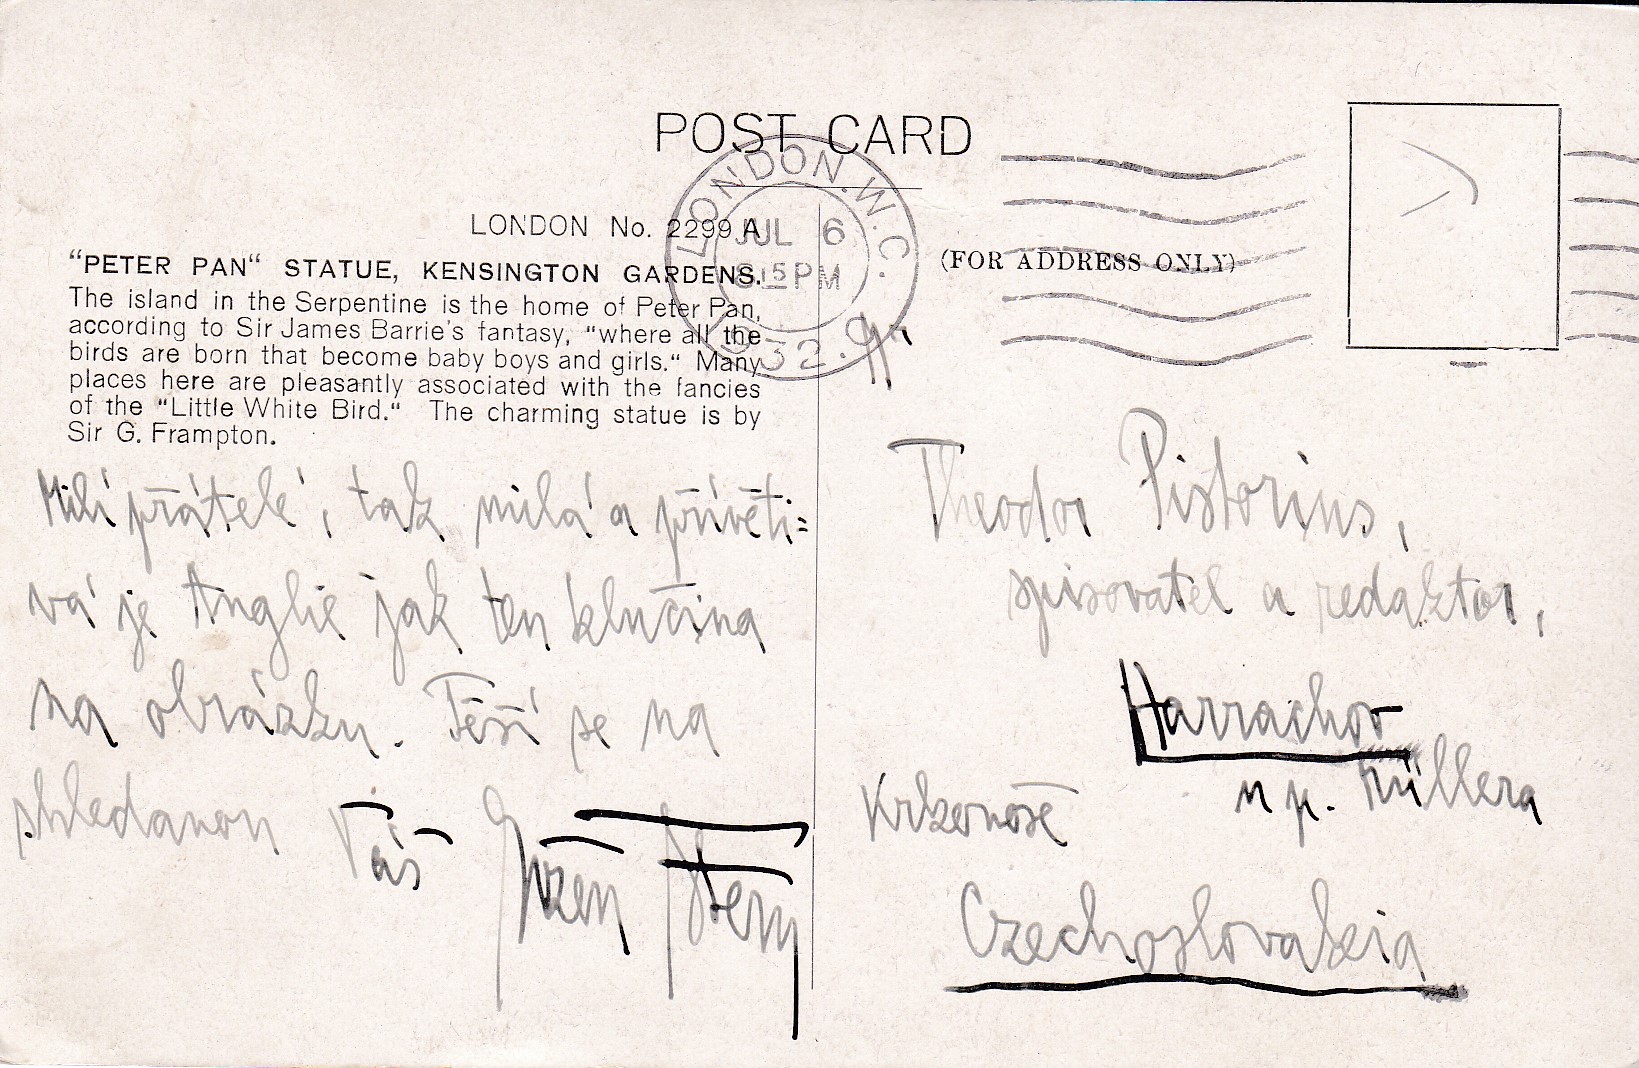 POST CARD
LONDON. W. C.
JUL 6
8 15 PM
32.
LONDON No. 2299 A
"PETER PAN" STATUE, KENSINGTON GARDENS.
The island in the Serpentine is the home of Peter Pan,
according to Sir James Barrie's fantasy, "where all the
birds are born that become baby boys and girls." Many
places here are pleasantly associated with the fancies
of the "Little White Bird." The charming statue is by
Sir G. Frampton.
(FOR ADDRESS ONLY)
Milí přátelé, tak milá a přívěti=
vá je Anglie jak ten klučina
na obrázku. Těší se na
shledanou Váš
Theodor Pistorius,
spisovatel a redaktor,
Harrachov
u p. Müllera
Krkonoše
Czechoslovakia